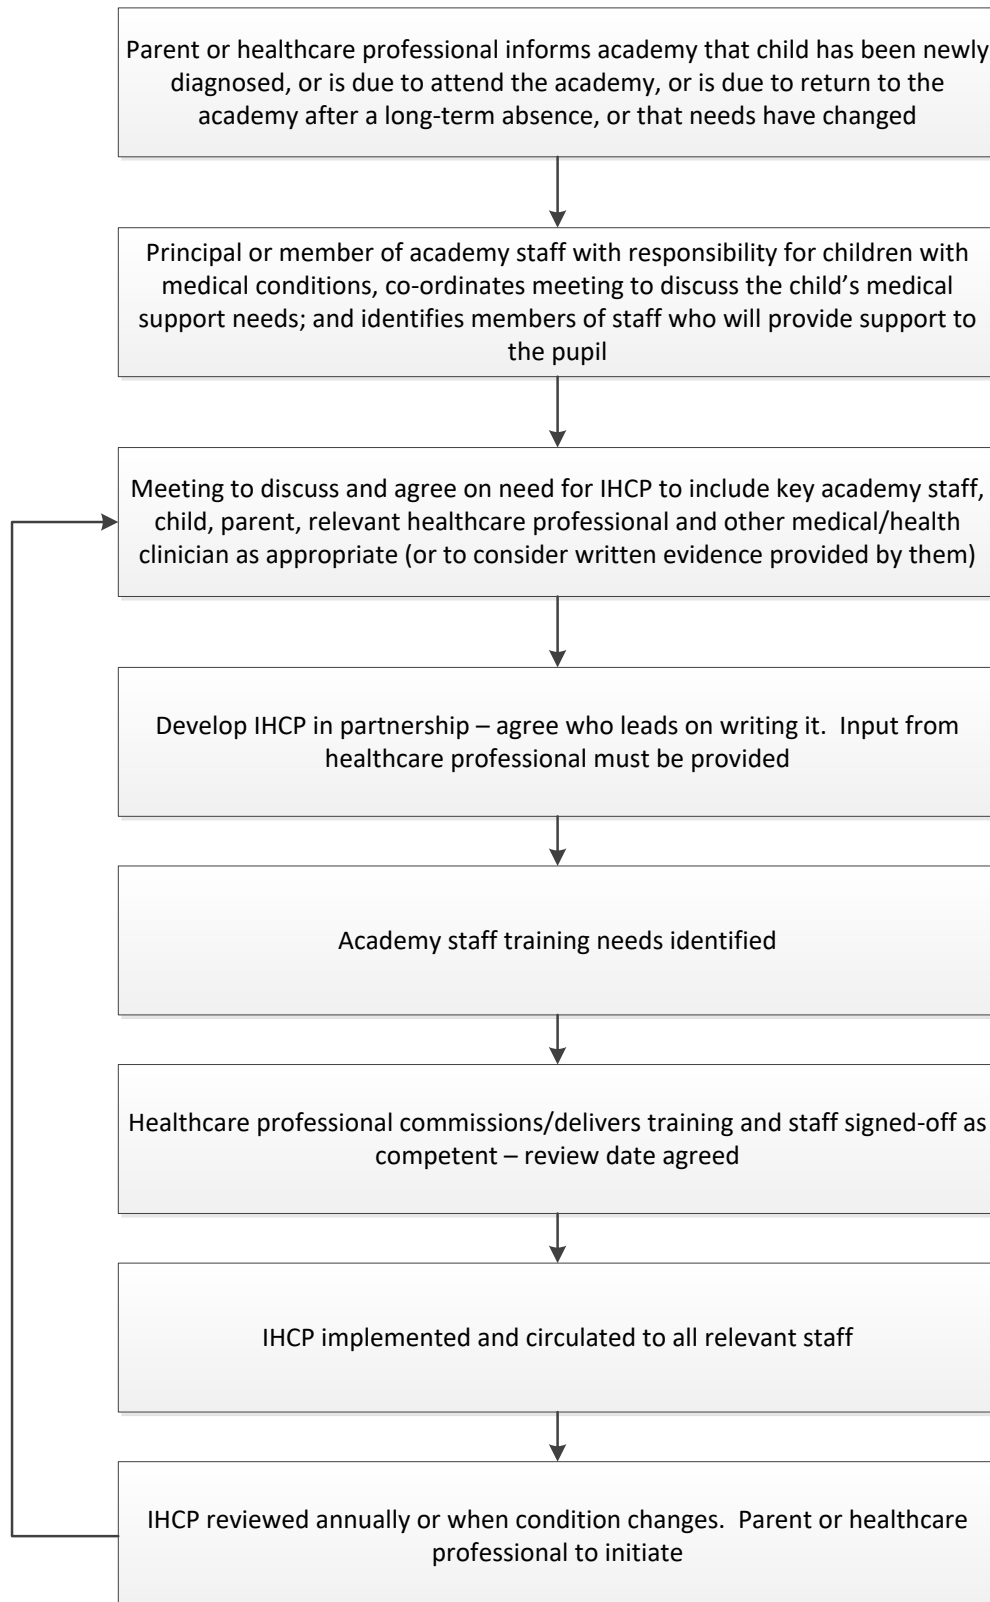 Parent or healthcare professional informs academy that child has been newly
diagnosed, or is due to attend the academy, or is due to return to the
academy after a long-term absence, or that needs have changed
Principal or member of academy staff with responsibility for children with
medical conditions, co-ordinates meeting to discuss the child’s medical
support needs; and identifies members of staff who will provide support to
the pupil
Meeting to discuss and agree on need for IHCP to include key academy staff,
child, parent, relevant healthcare professional and other medical/health
clinician as appropriate (or to consider written evidence provided by them)
Develop IHCP in partnership – agree who leads on writing it.  Input from
healthcare professional must be provided
Academy staff training needs identified
Healthcare professional commissions/delivers training and staff signed-off as
competent – review date agreed
IHCP implemented and circulated to all relevant staff
IHCP reviewed annually or when condition changes.  Parent or healthcare
professional to initiate